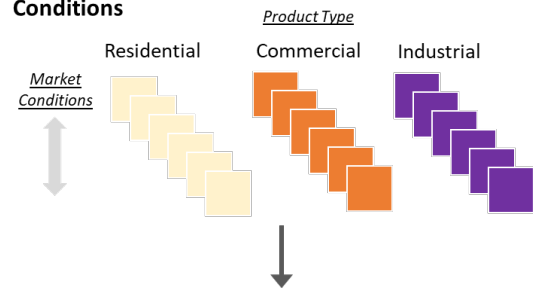 Conditions
Product Type
Residential
Commercial
Industrial
Market
Conditions